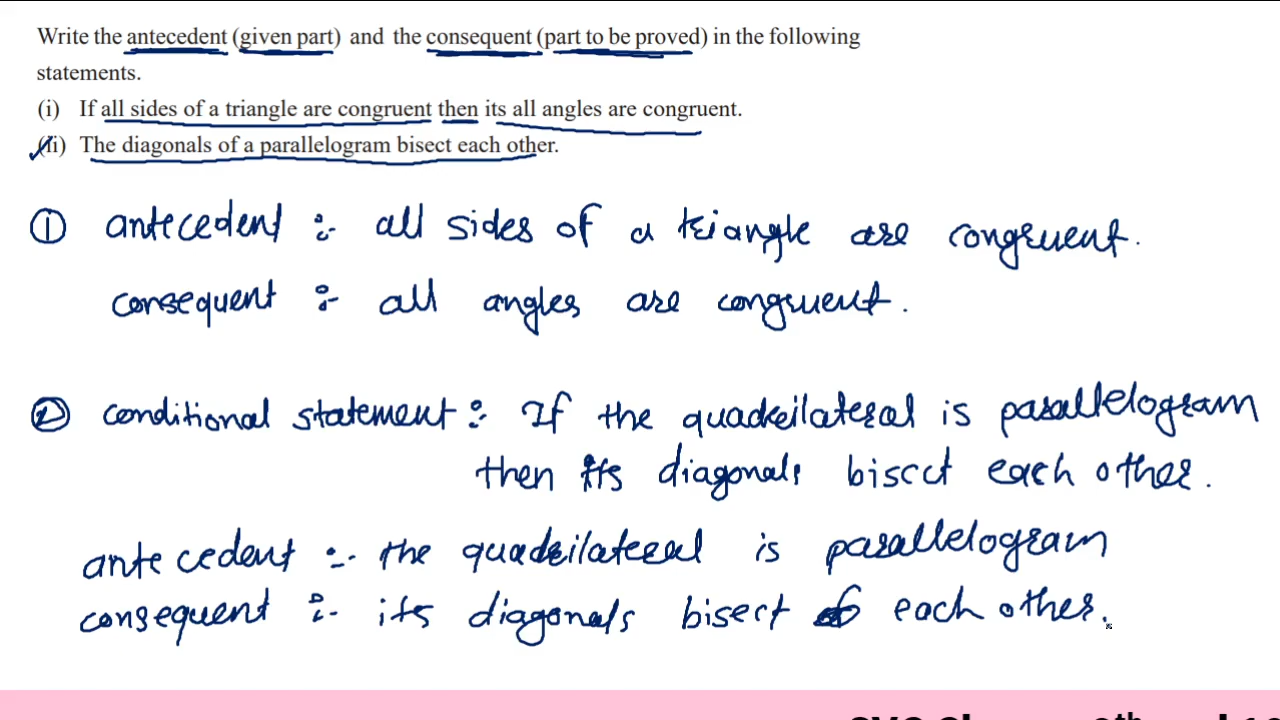 Write the antecedent (given part) and the consequent (part to be proved) in the following
statements.
(i) If all sides of a triangle are congruent then its all angles are congruent.
(ii) The diagonals of a parallelogram bisect each other.
① antecedent :- all sides of a triangle are congruent.
consequent :- all angles are congruent.
② conditional statement :- If the quadrilateral is parallelogram
then its diagonals bisect each other.
antecedent :- the quadrilateral is parallelogram
consequent :- its diagonals bisect each other.